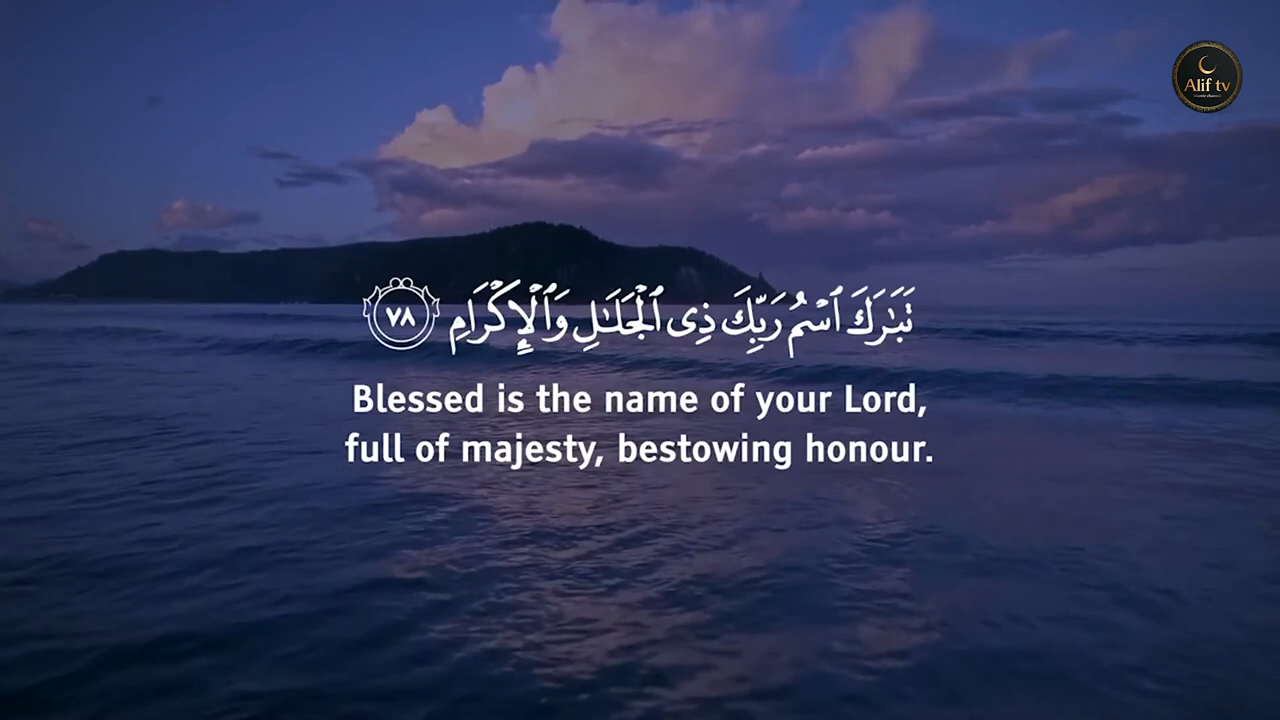 Alif tv
تَبَٰرَكَ ٱسْمُ رَبِّكَ ذِى ٱلْجَلَٰلِ وَٱلْإِكْرَامِ ٧٨
Blessed is the name of your Lord,
full of majesty, bestowing honour.